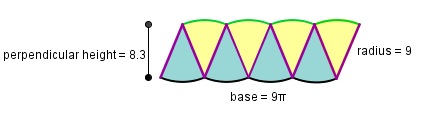 perpendicular height = 8.3
radius = 9
base = 9π